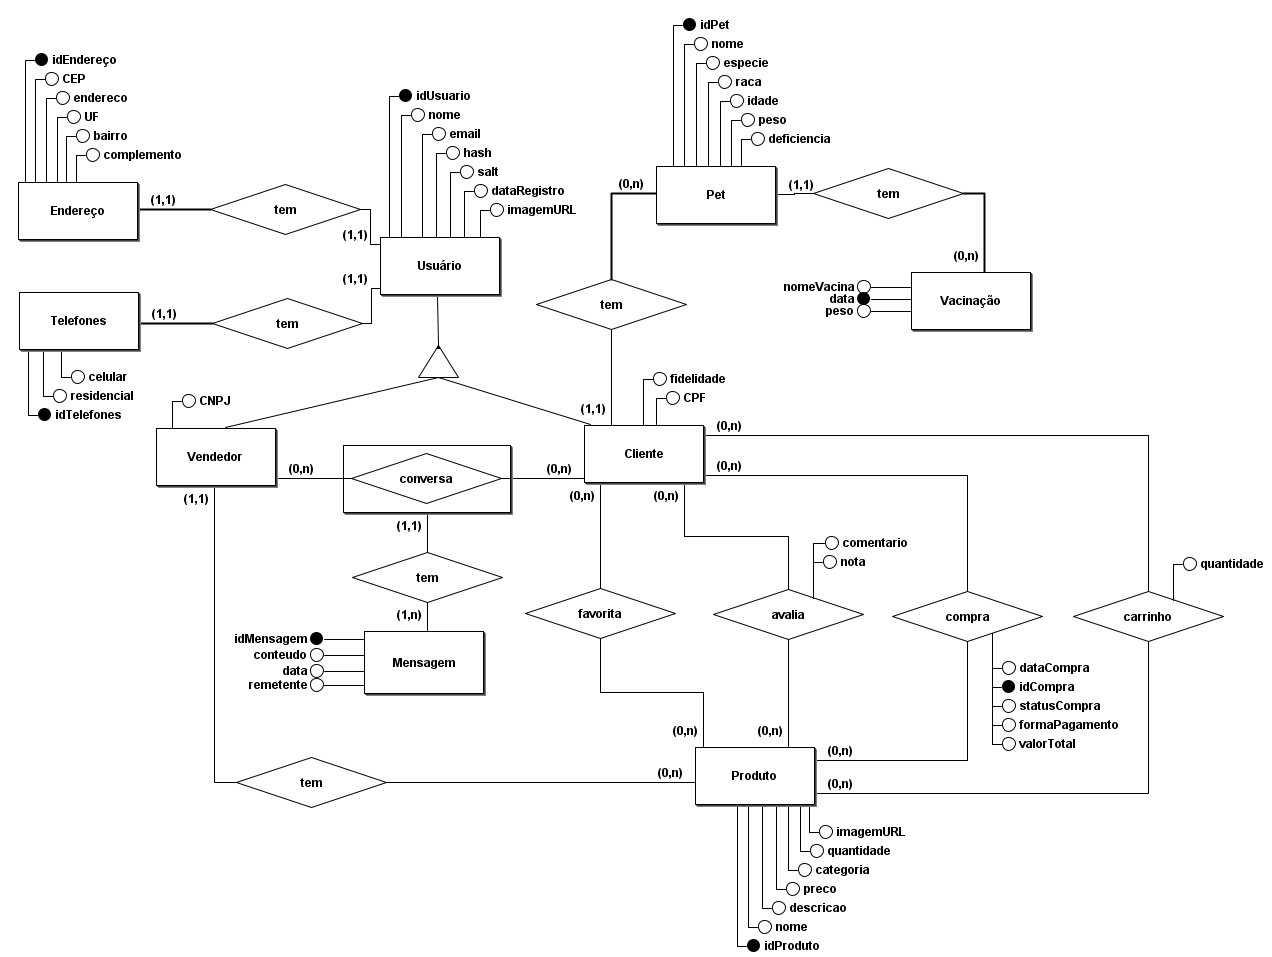 idPet
nome
especie
raca
idade
peso
deficiencia
idEndereço
CEP
endereco
UF
bairro
complemento
idUsuario
nome
email
hash
salt
dataRegistro
imagemURL
Endereço
(1,1)
tem
(1,1)
Usuário
(0,n)
Pet
(1,1)
tem
(0,n)
nomeVacina
data
peso
Vacinação
Telefones
(1,1)
tem
(1,1)
celular
residencial
idTelefones
tem
(1,1)
fidelidade
CPF
CNPJ
Vendedor
(0,n)
conversa
(0,n)
Cliente
(0,n)
(0,n)
(1,1)
(1,1)
(0,n)
(0,n)
tem
(1,n)
idMensagem
conteudo
data
remetente
Mensagem
favorita
comentario
nota
avalia
compra
quantidade
carrinho
dataCompra
idCompra
statusCompra
formaPagamento
valorTotal
(0,n)
(0,n)
(0,n)
(0,n)
tem
(0,n)
Produto
imagemURL
quantidade
categoria
preco
descricao
nome
idProduto